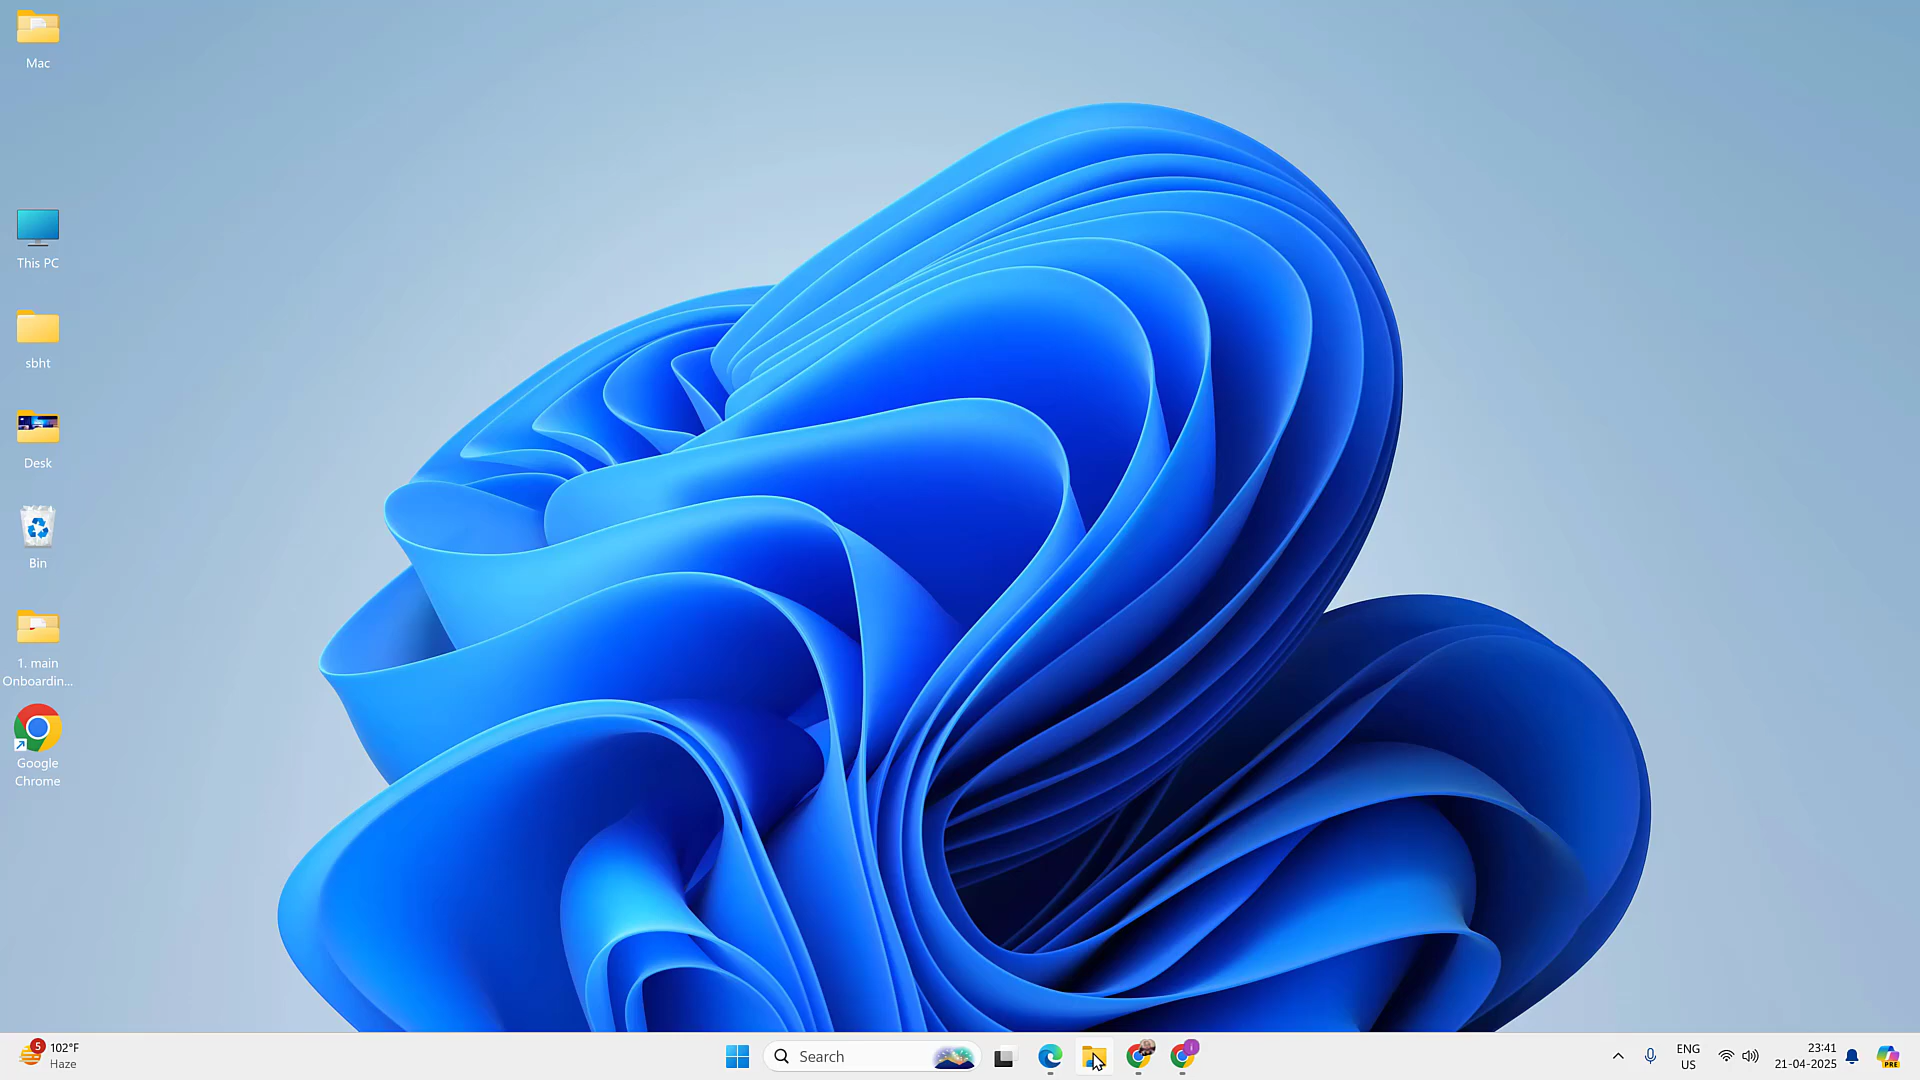 Mac
This PC
sbht
Desk
Bin
1. main
Onboardin...
Google
Chrome
5
102°F
Haze
Search
i
ENG
US
23:41
21-04-2025
PRE